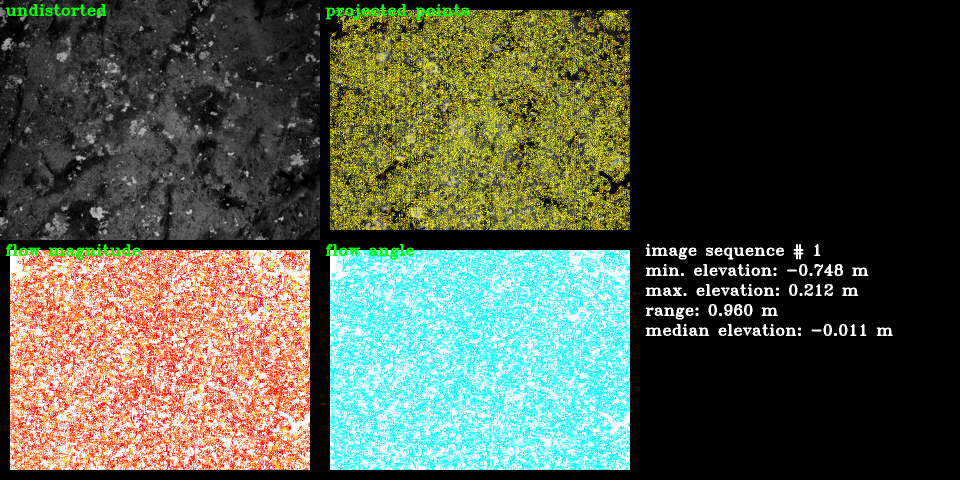 undistorted
projected points
flow magnitude
flow angle
image sequence # 1
min. elevation: −0.748 m
max. elevation: 0.212 m
range: 0.960 m
median elevation: −0.011 m